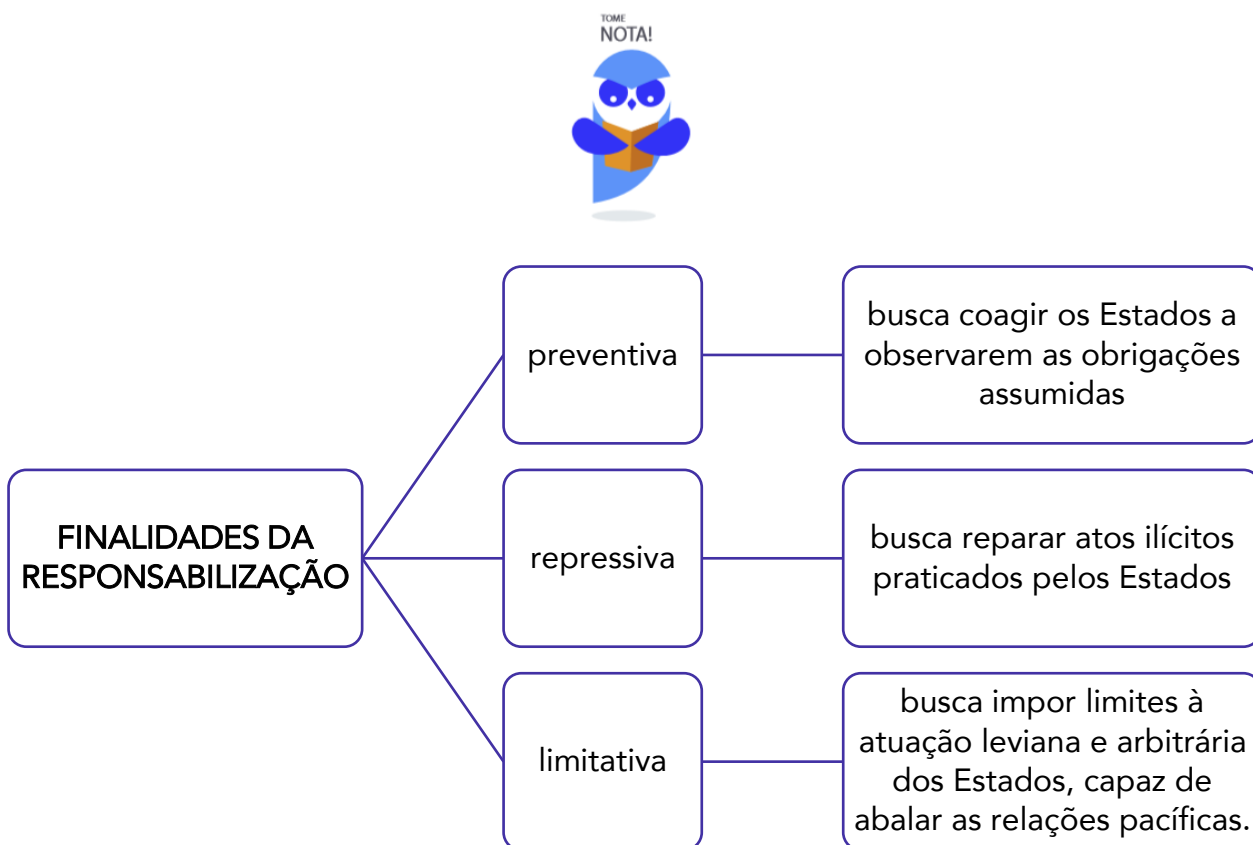 TOME
NOTA!
FINALIDADES DA
RESPONSABILIZAÇÃO
preventiva
busca coagir os Estados a
observarem as obrigações
assumidas
repressiva
busca reparar atos ilícitos
praticados pelos Estados
limitativa
busca impor limites à
atuação leviana e arbitrária
dos Estados, capaz de
abalar as relações pacíficas.